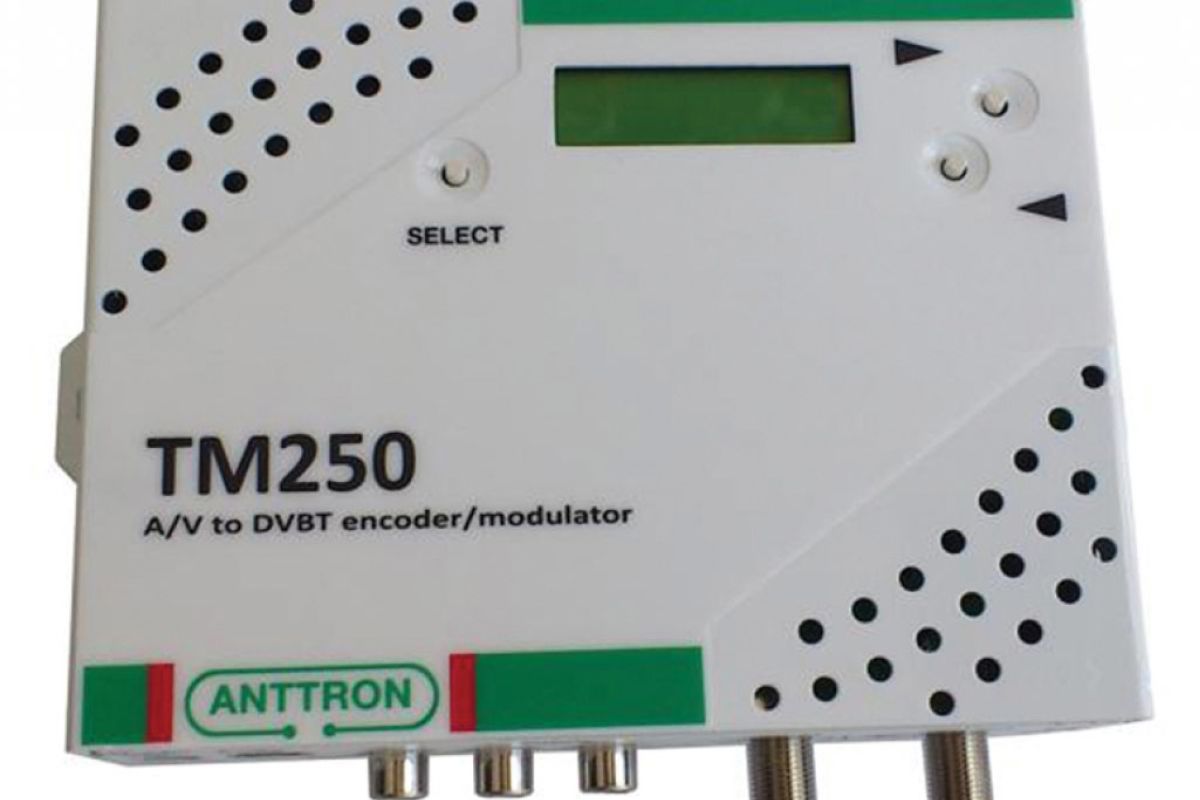 SELECT
TM250
A/V to DVBT encoder/modulator
ANTTRON